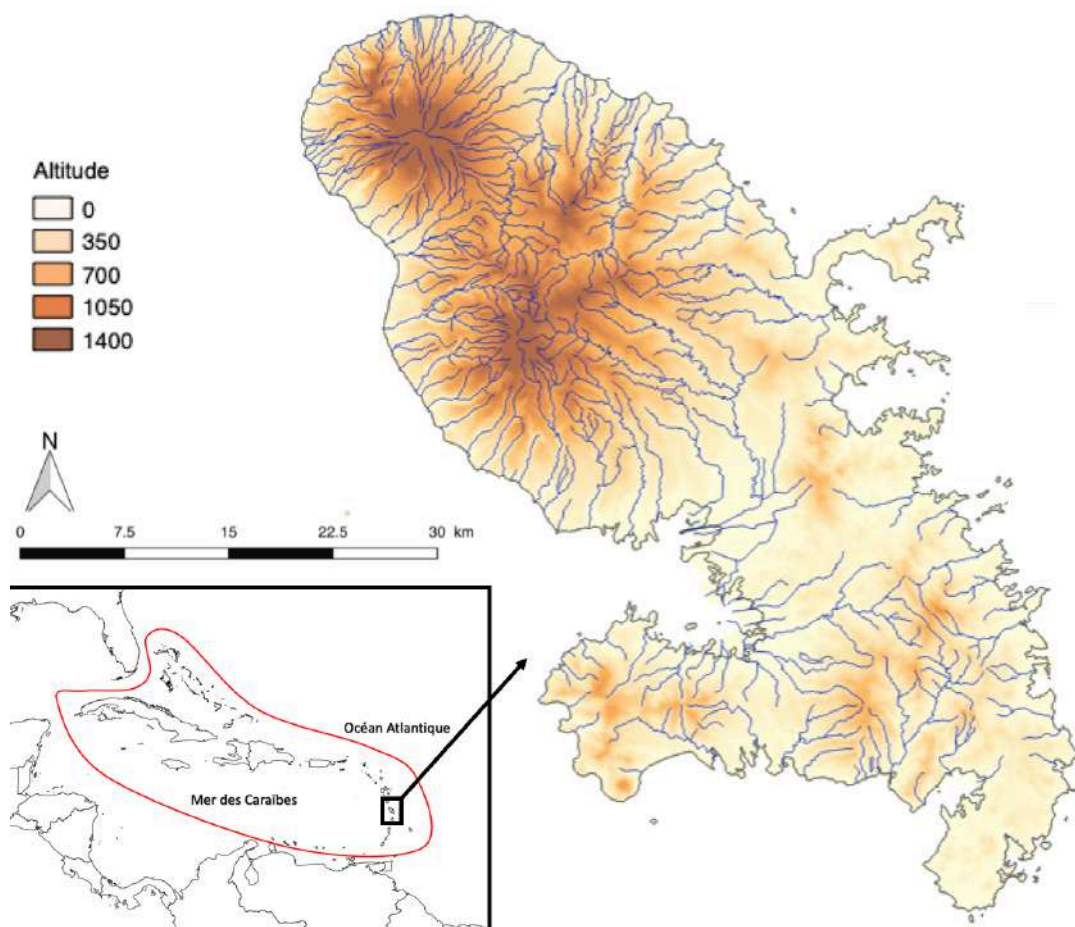 Altitude
0
350
700
1050
1400
N
0 7.5 15 22.5 30 km
Océan Atlantique
Mer des Caraïbes